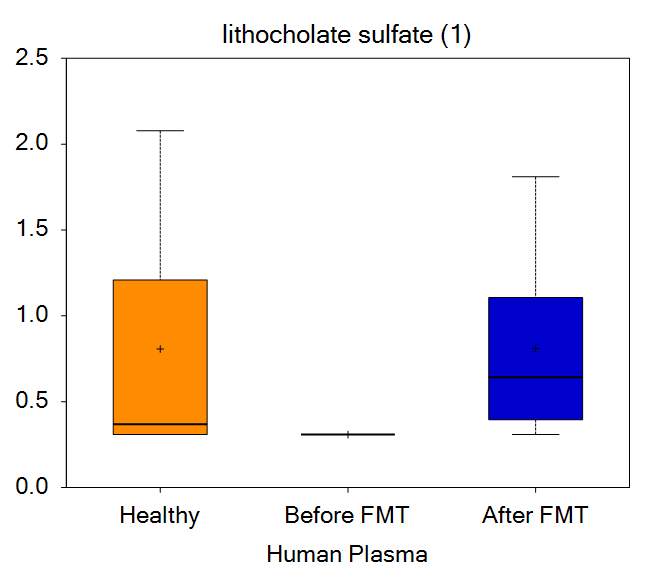 lithocholate sulfate (1)
2.5
2.0
1.5
1.0
0.5
0.0
Healthy
Before FMT
After FMT
Human Plasma